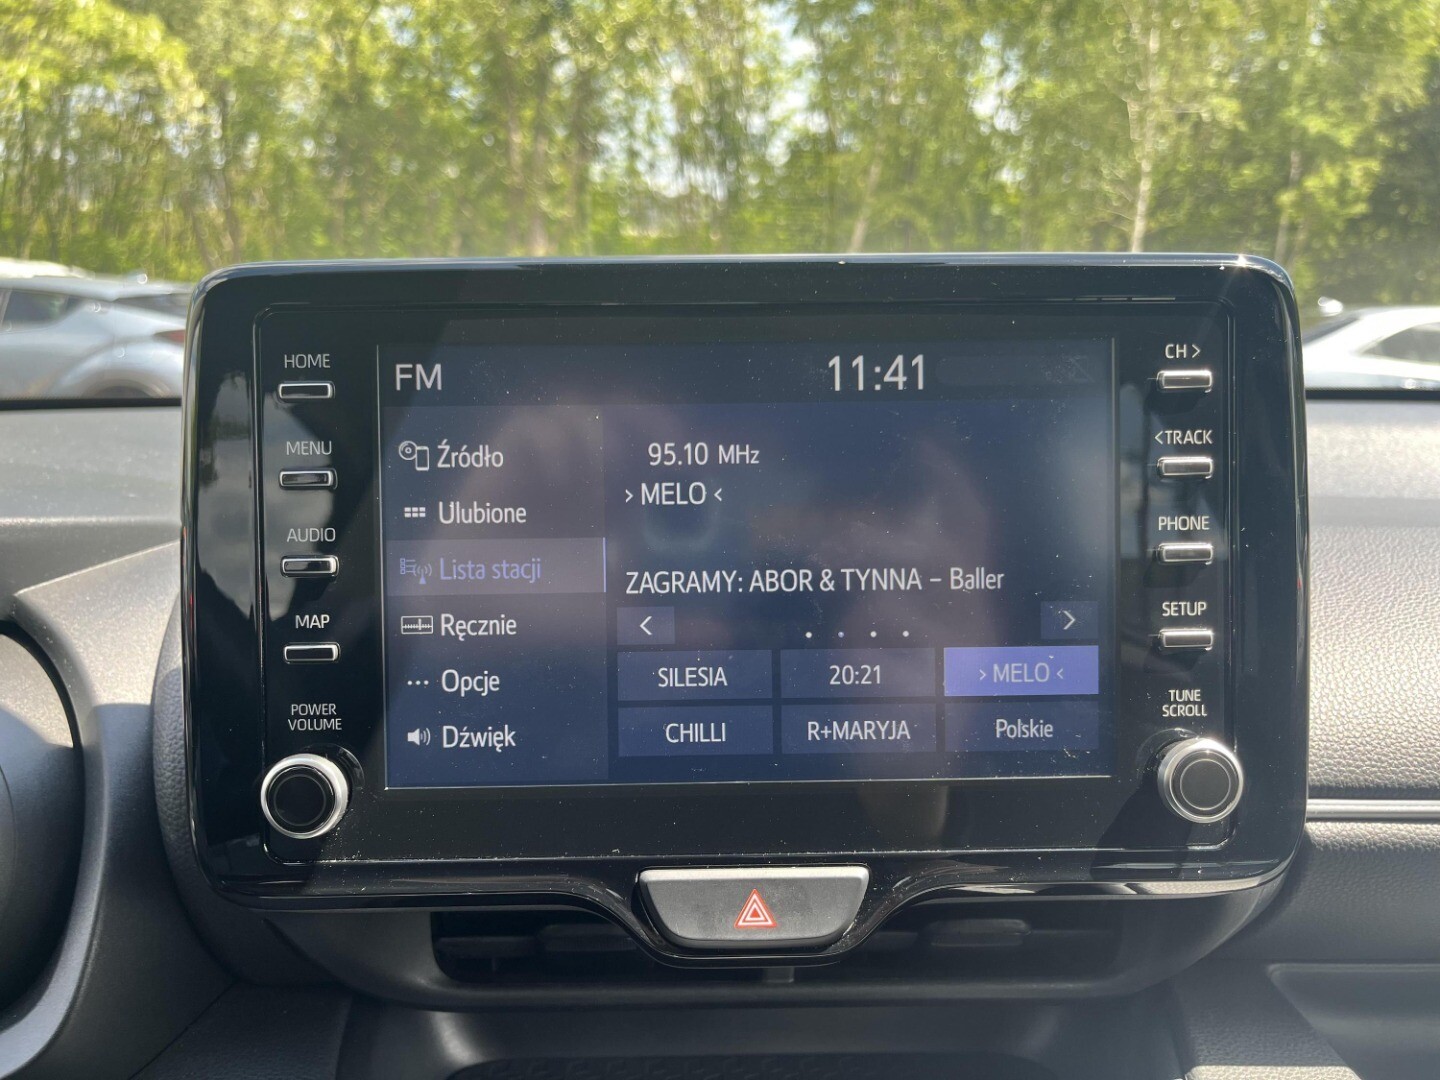 HOME
MENU
AUDIO
MAP
POWER
VOLUME
FM
11:41
Źródło
Ulubione
Lista stacji
Ręcznie
Opcje
Dźwięk
95.10 MHz
› MELO ‹
ZAGRAMY: ABOR & TYNNA - Baller
SILESIA
20:21
› MELO ‹
CHILLI
R+MARYJA
Polskie
CH >
<TRACK
PHONE
SETUP
TUNE
SCROLL